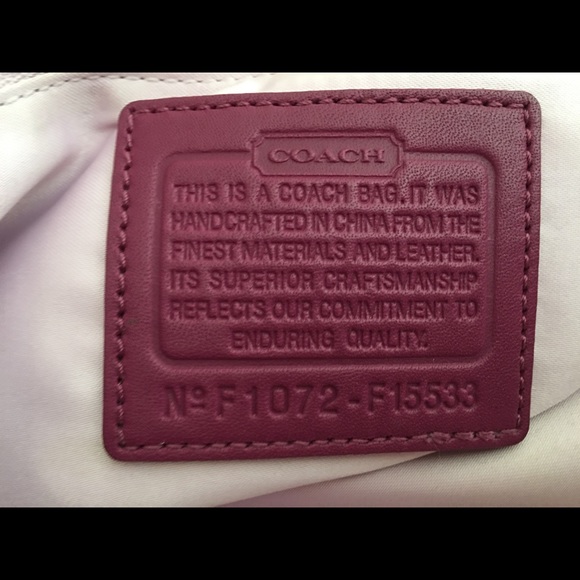 COACH
THIS IS A COACH BAG. IT WAS
HANDCRAFTED IN CHINA FROM THE
FINEST MATERIALS AND LEATHER.
ITS SUPERIOR CRAFTSMANSHIP
REFLECTS OUR COMMITMENT TO
ENDURING QUALITY.
Nº F1072-F15533